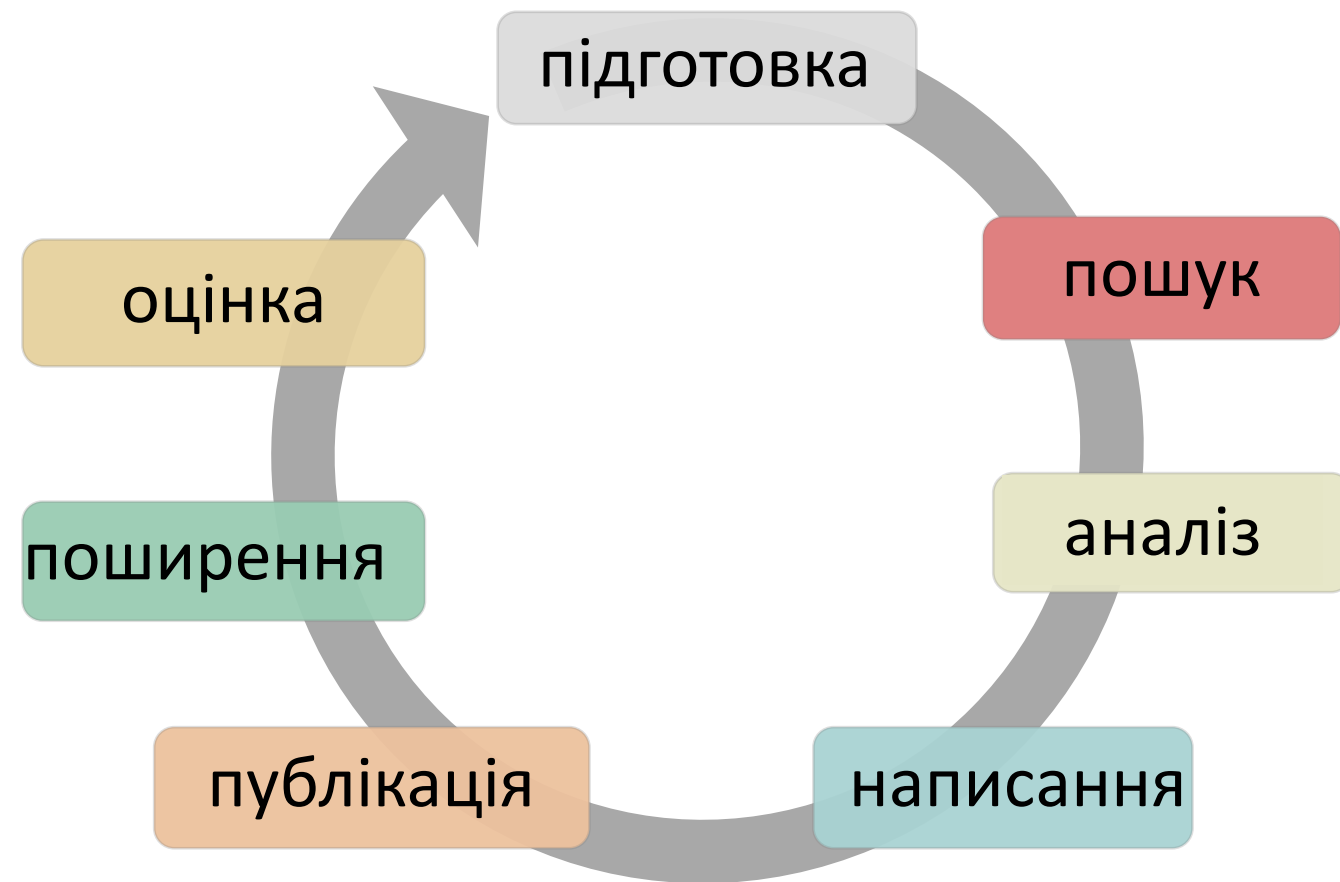 підготовка
пошук
аналіз
написання
публікація
поширення
оцінка